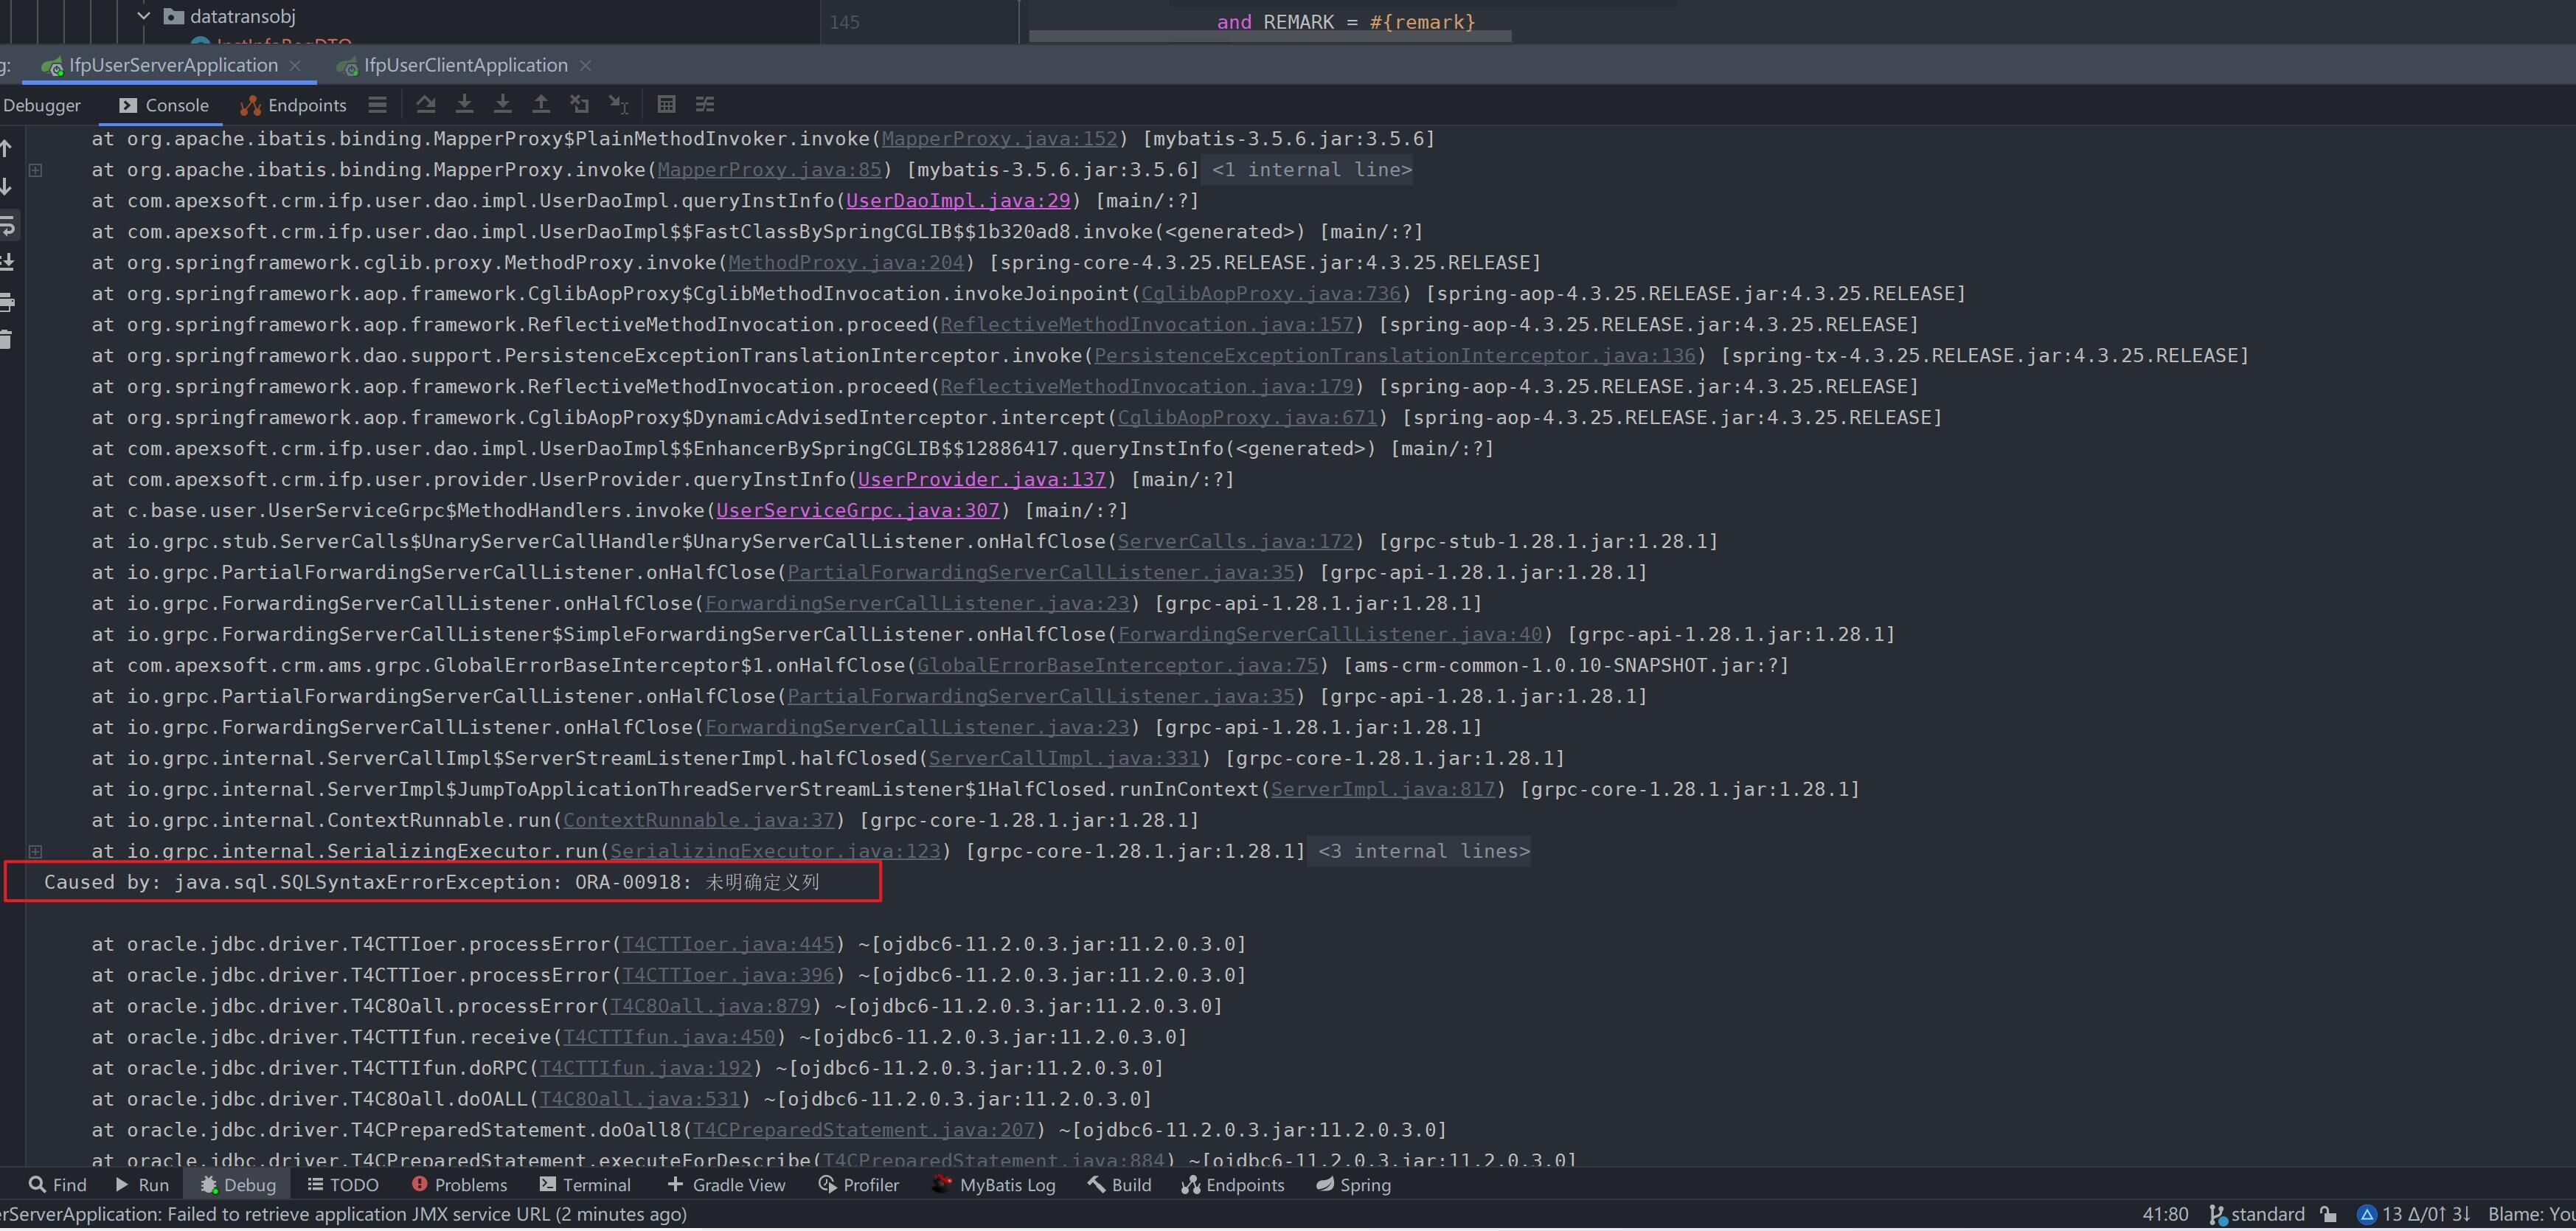 datatransobj
145 and REMARK = #{remark}
g: IfpUserServerApplication × IfpUserClientApplication ×
Debugger Console Endpoints
at org.apache.ibatis.binding.MapperProxy$PlainMethodInvoker.invoke(MapperProxy.java:152) [mybatis-3.5.6.jar:3.5.6]
at org.apache.ibatis.binding.MapperProxy.invoke(MapperProxy.java:85) [mybatis-3.5.6.jar:3.5.6] <1 internal line>
at com.apexsoft.crm.ifp.user.dao.impl.UserDaoImpl.queryInstInfo(UserDaoImpl.java:29) [main/:?]
at com.apexsoft.crm.ifp.user.dao.impl.UserDaoImpl$$FastClassBySpringCGLIB$$1b320ad8.invoke(<generated>) [main/:?]
at org.springframework.cglib.proxy.MethodProxy.invoke(MethodProxy.java:204) [spring-core-4.3.25.RELEASE.jar:4.3.25.RELEASE]
at org.springframework.aop.framework.CglibAopProxy$CglibMethodInvocation.invokeJoinpoint(CglibAopProxy.java:736) [spring-aop-4.3.25.RELEASE.jar:4.3.25.RELEASE]
at org.springframework.aop.framework.ReflectiveMethodInvocation.proceed(ReflectiveMethodInvocation.java:157) [spring-aop-4.3.25.RELEASE.jar:4.3.25.RELEASE]
at org.springframework.dao.support.PersistenceExceptionTranslationInterceptor.invoke(PersistenceExceptionTranslationInterceptor.java:136) [spring-tx-4.3.25.RELEASE.jar:4.3.25.RELEASE]
at org.springframework.aop.framework.ReflectiveMethodInvocation.proceed(ReflectiveMethodInvocation.java:179) [spring-aop-4.3.25.RELEASE.jar:4.3.25.RELEASE]
at org.springframework.aop.framework.CglibAopProxy$DynamicAdvisedInterceptor.intercept(CglibAopProxy.java:671) [spring-aop-4.3.25.RELEASE.jar:4.3.25.RELEASE]
at com.apexsoft.crm.ifp.user.dao.impl.UserDaoImpl$$EnhancerBySpringCGLIB$$12886417.queryInstInfo(<generated>) [main/:?]
at com.apexsoft.crm.ifp.user.provider.UserProvider.queryInstInfo(UserProvider.java:137) [main/:?]
at c.base.user.UserServiceGrpc$MethodHandlers.invoke(UserServiceGrpc.java:307) [main/:?]
at io.grpc.stub.ServerCalls$UnaryServerCallHandler$UnaryServerCallListener.onHalfClose(ServerCalls.java:172) [grpc-stub-1.28.1.jar:1.28.1]
at io.grpc.PartialForwardingServerCallListener.onHalfClose(PartialForwardingServerCallListener.java:35) [grpc-api-1.28.1.jar:1.28.1]
at io.grpc.ForwardingServerCallListener.onHalfClose(ForwardingServerCallListener.java:23) [grpc-api-1.28.1.jar:1.28.1]
at io.grpc.ForwardingServerCallListener$SimpleForwardingServerCallListener.onHalfClose(ForwardingServerCallListener.java:40) [grpc-api-1.28.1.jar:1.28.1]
at com.apexsoft.crm.ams.grpc.GlobalErrorBaseInterceptor$1.onHalfClose(GlobalErrorBaseInterceptor.java:75) [ams-crm-common-1.0.10-SNAPSHOT.jar:?]
at io.grpc.PartialForwardingServerCallListener.onHalfClose(PartialForwardingServerCallListener.java:35) [grpc-api-1.28.1.jar:1.28.1]
at io.grpc.ForwardingServerCallListener.onHalfClose(ForwardingServerCallListener.java:23) [grpc-api-1.28.1.jar:1.28.1]
at io.grpc.internal.ServerCallImpl$ServerStreamListenerImpl.halfClosed(ServerCallImpl.java:331) [grpc-core-1.28.1.jar:1.28.1]
at io.grpc.internal.ServerImpl$JumpToApplicationThreadServerStreamListener$1HalfClosed.runInContext(ServerImpl.java:817) [grpc-core-1.28.1.jar:1.28.1]
at io.grpc.internal.ContextRunnable.run(ContextRunnable.java:37) [grpc-core-1.28.1.jar:1.28.1]
at io.grpc.internal.SerializingExecutor.run(SerializingExecutor.java:123) [grpc-core-1.28.1.jar:1.28.1] <3 internal lines>
Caused by: java.sql.SQLSyntaxErrorException: ORA-00918: 未明确定义列
at oracle.jdbc.driver.T4CTTIoer.processError(T4CTTIoer.java:445) ~[ojdbc6-11.2.0.3.jar:11.2.0.3.0]
at oracle.jdbc.driver.T4CTTIoer.processError(T4CTTIoer.java:396) ~[ojdbc6-11.2.0.3.jar:11.2.0.3.0]
at oracle.jdbc.driver.T4C8Oall.processError(T4C8Oall.java:879) ~[ojdbc6-11.2.0.3.jar:11.2.0.3.0]
at oracle.jdbc.driver.T4CTTIfun.receive(T4CTTIfun.java:450) ~[ojdbc6-11.2.0.3.jar:11.2.0.3.0]
at oracle.jdbc.driver.T4CTTIfun.doRPC(T4CTTIfun.java:192) ~[ojdbc6-11.2.0.3.jar:11.2.0.3.0]
at oracle.jdbc.driver.T4C8Oall.doOALL(T4C8Oall.java:531) ~[ojdbc6-11.2.0.3.jar:11.2.0.3.0]
at oracle.jdbc.driver.T4CPreparedStatement.doOall8(T4CPreparedStatement.java:207) ~[ojdbc6-11.2.0.3.jar:11.2.0.3.0]
at oracle.jdbc.driver.T4CPreparedStatement.executeForDescribe(T4CPreparedStatement.java:884) ~[ojdbc6-11.2.0.3.jar:11.2.0.3.0]
Find Run Debug TODO Problems Terminal Gradle View Profiler MyBatis Log Build Endpoints Spring
erServerApplication: Failed to retrieve application JMX service URL (2 minutes ago) 41:80 standard 13 Δ/0↑ 3↓ Blame: You